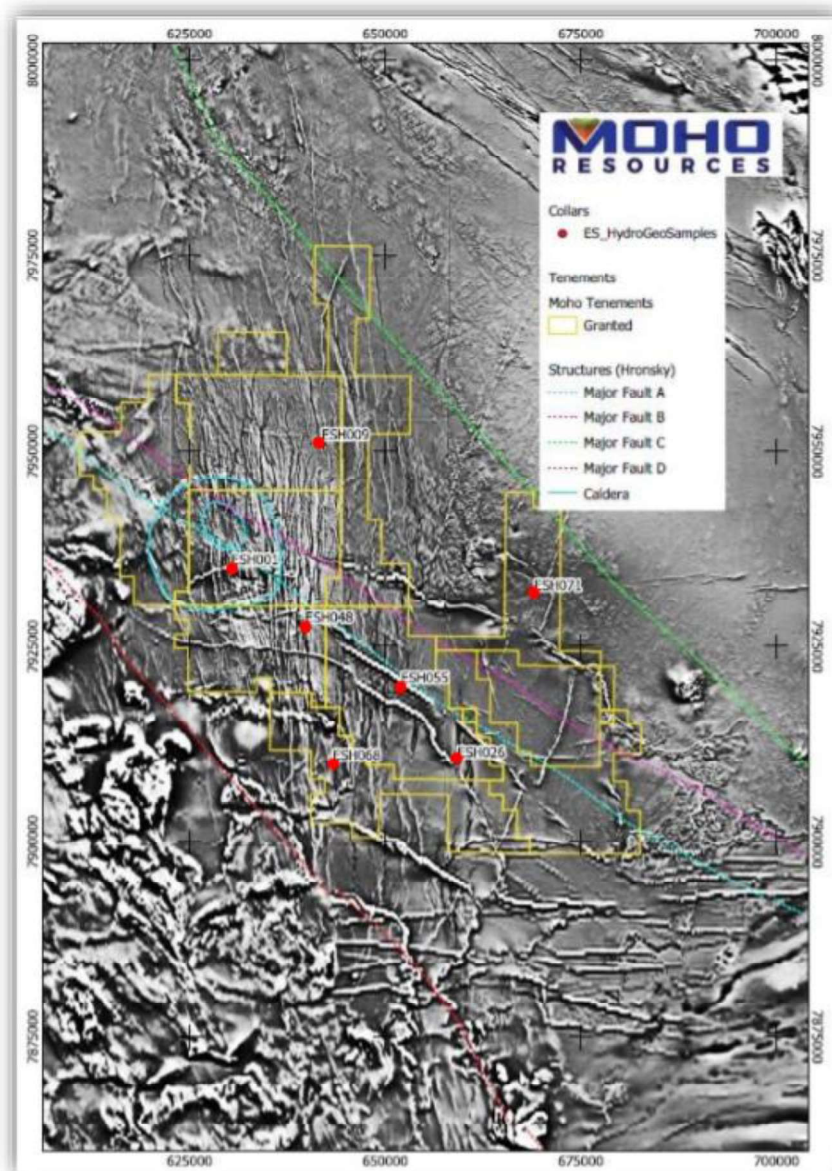 625000 650000 675000 700000
8000000 8000000
MOHO
RESOURCES
Collars
ES_HydroGeoSamples
Tenements
Moho Tenements
Granted
Structures (Hronsky)
Major Fault A
Major Fault B
Major Fault C
Major Fault D
Caldera
7975000 7975000
7950000 7950000
ESH009
ESH001
ESH071
ESH048
7925000 7925000
ESH055
ESH026
ESH068
7900000 7900000
7875000 7875000
625000 650000 675000 700000